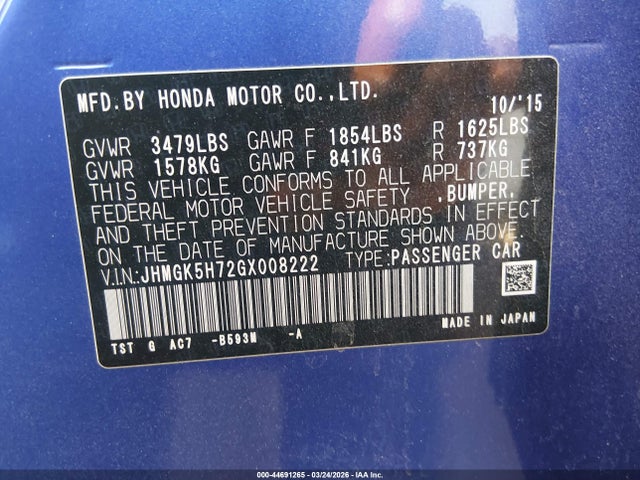 MFD.BY HONDA MOTOR CO.,LTD. 10/'15
GVWR 3479LBS GAWR F 1854LBS R 1625LBS
GVWR 1578KG GAWR F 841KG R 737KG
THIS VEHICLE CONFORMS TO ALL APPLICABLE
FEDERAL MOTOR VEHICLE SAFETY ,BUMPER,
AND THEFT PREVENTION STANDARDS IN EFFECT
ON THE DATE OF MANUFACTURE SHOWN ABOVE.
V.I.N.:JHMGK5H72GX008222 TYPE:PASSENGER CAR
TST G AC7 -B593M -A MADE IN JAPAN
000-44691265 - 03/24/2026 - IAA Inc.